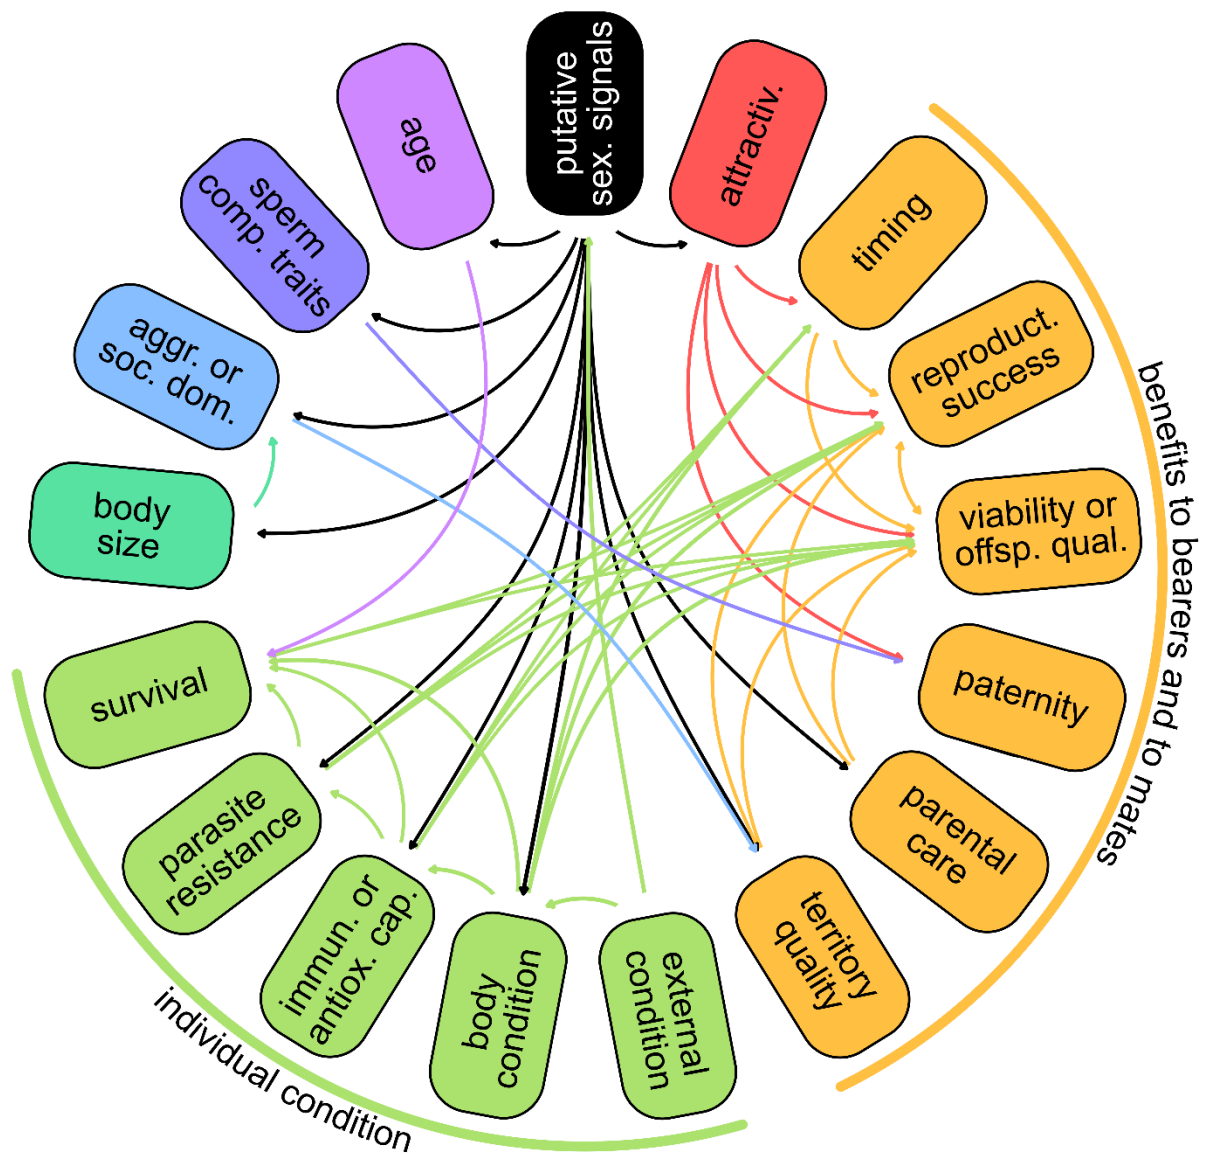 putative
sex. signals
attractiv.
timing
reproduct.
success
viability or
offsp. qual.
paternity
parental
care
territory
quality
external
condition
body
condition
immun. or
antiox. cap.
parasite
resistance
survival
body
size
aggr. or
soc. dom.
sperm
comp. traits
age
benefits to bearers and to mates
individual condition